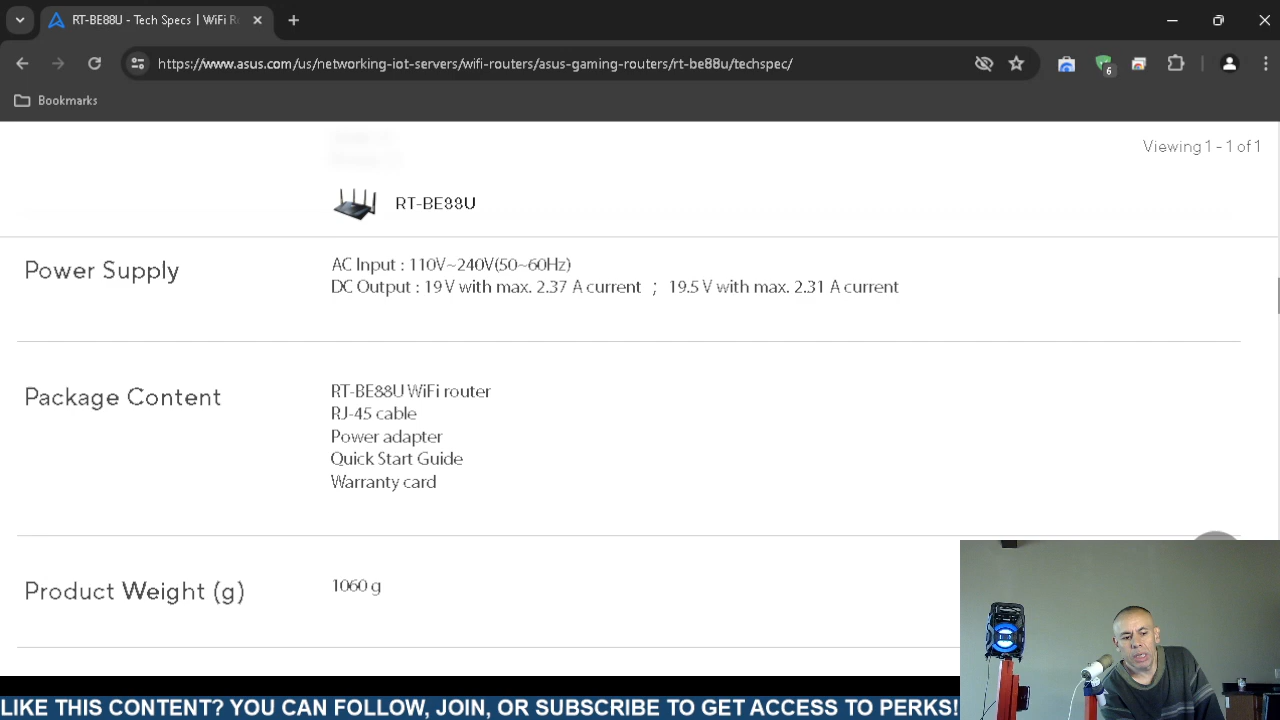 RT-BE88U - Tech Specs | WiFi R
https://www.asus.com/us/networking-iot-servers/wifi-routers/asus-gaming-routers/rt-be88u/techspec/
6
Bookmarks
Viewing 1 - 1 of 1
RT-BE88U
Power Supply
AC Input : 110V~240V(50~60Hz)
DC Output : 19 V with max. 2.37 A current ; 19.5 V with max. 2.31 A current
Package Content
RT-BE88U WiFi router
RJ-45 cable
Power adapter
Quick Start Guide
Warranty card
Product Weight (g)
1060 g
LIKE THIS CONTENT? YOU CAN FOLLOW, JOIN, OR SUBSCRIBE TO GET ACCESS TO PERKS!